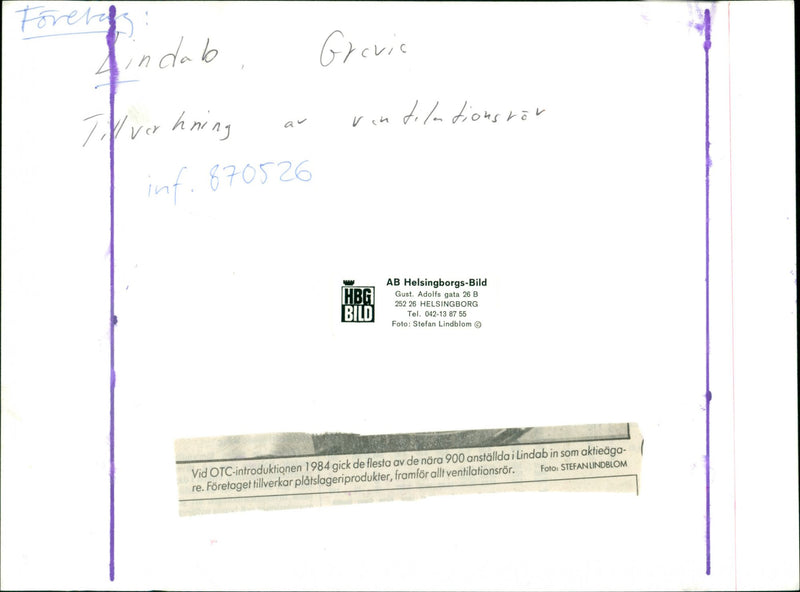 Företag:
Lindab, Grevie
Tillverkning av ventilationsrör
inf. 870526
HBG
BILD
AB Helsingborgs-Bild
Gust. Adolfs gata 26 B
252 26 HELSINGBORG
Tel. 042-13 87 55
Foto: Stefan Lindblom ©
Vid OTC-introduktionen 1984 gick de flesta av de nära 900 anställda i Lindab in som aktieäga-
re. Företaget tillverkar plåtslageriprodukter, framför allt ventilationsrör. Foto: STEFAN LINDBLOM